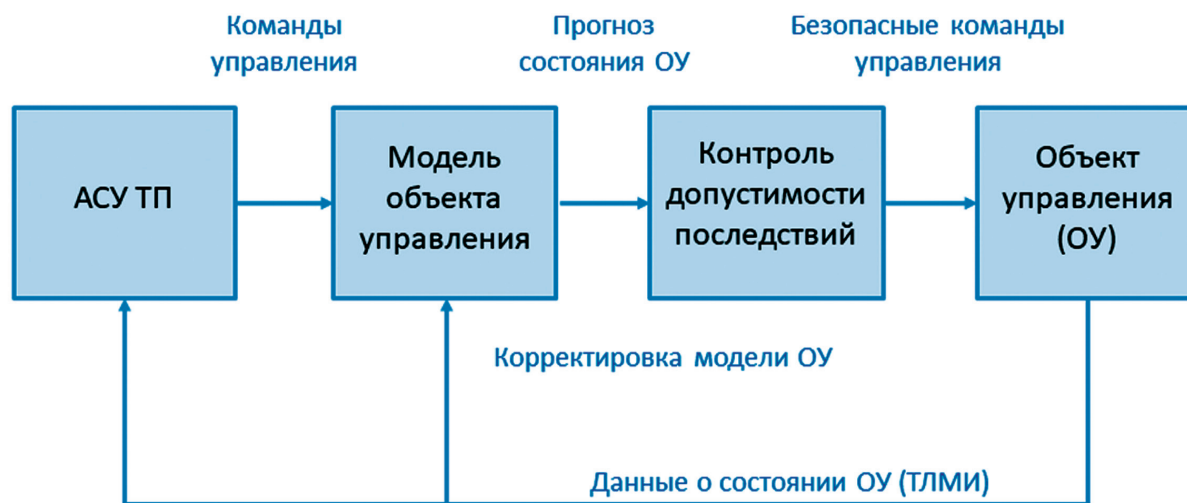 Команды
управления
Прогноз
состояния ОУ
Безопасные команды
управления
АСУ ТП
Модель
объекта
управления
Контроль
допустимости
последствий
Объект
управления
(ОУ)
Корректировка модели ОУ
Данные о состоянии ОУ (ТЛМИ)